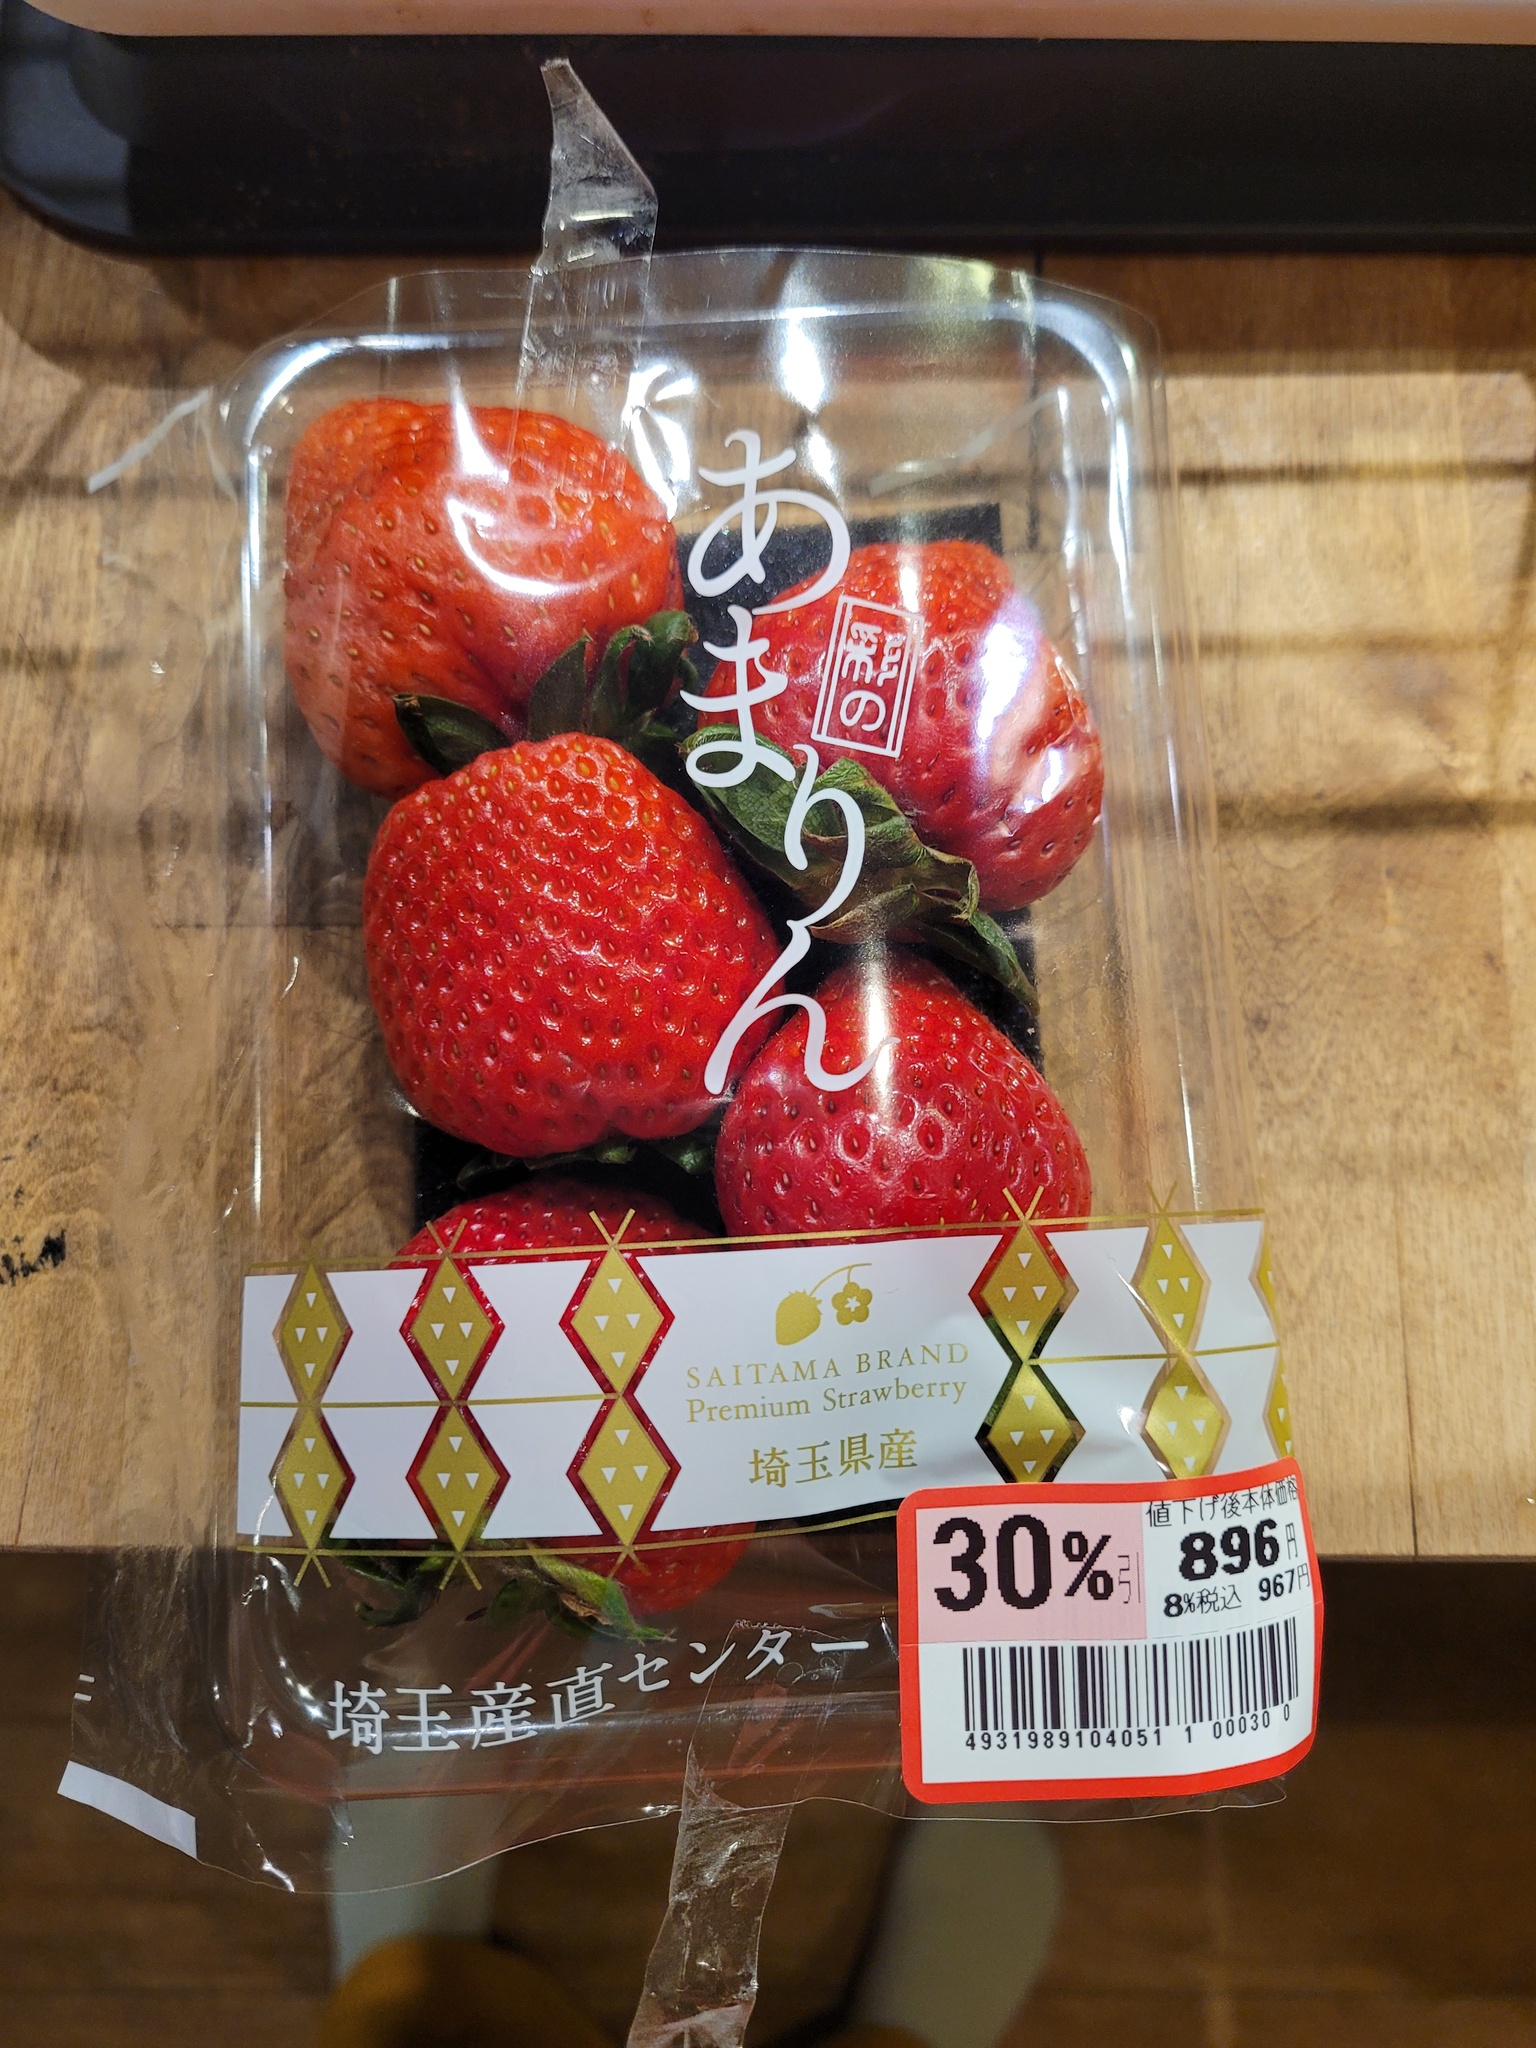 あまりん
彩の
SAITAMA BRAND
Premium Strawberry
埼玉県産
30%引
値下げ後本体価格
896円
8%税込 967円
4931989104051 1 00030 0
埼玉産直センター